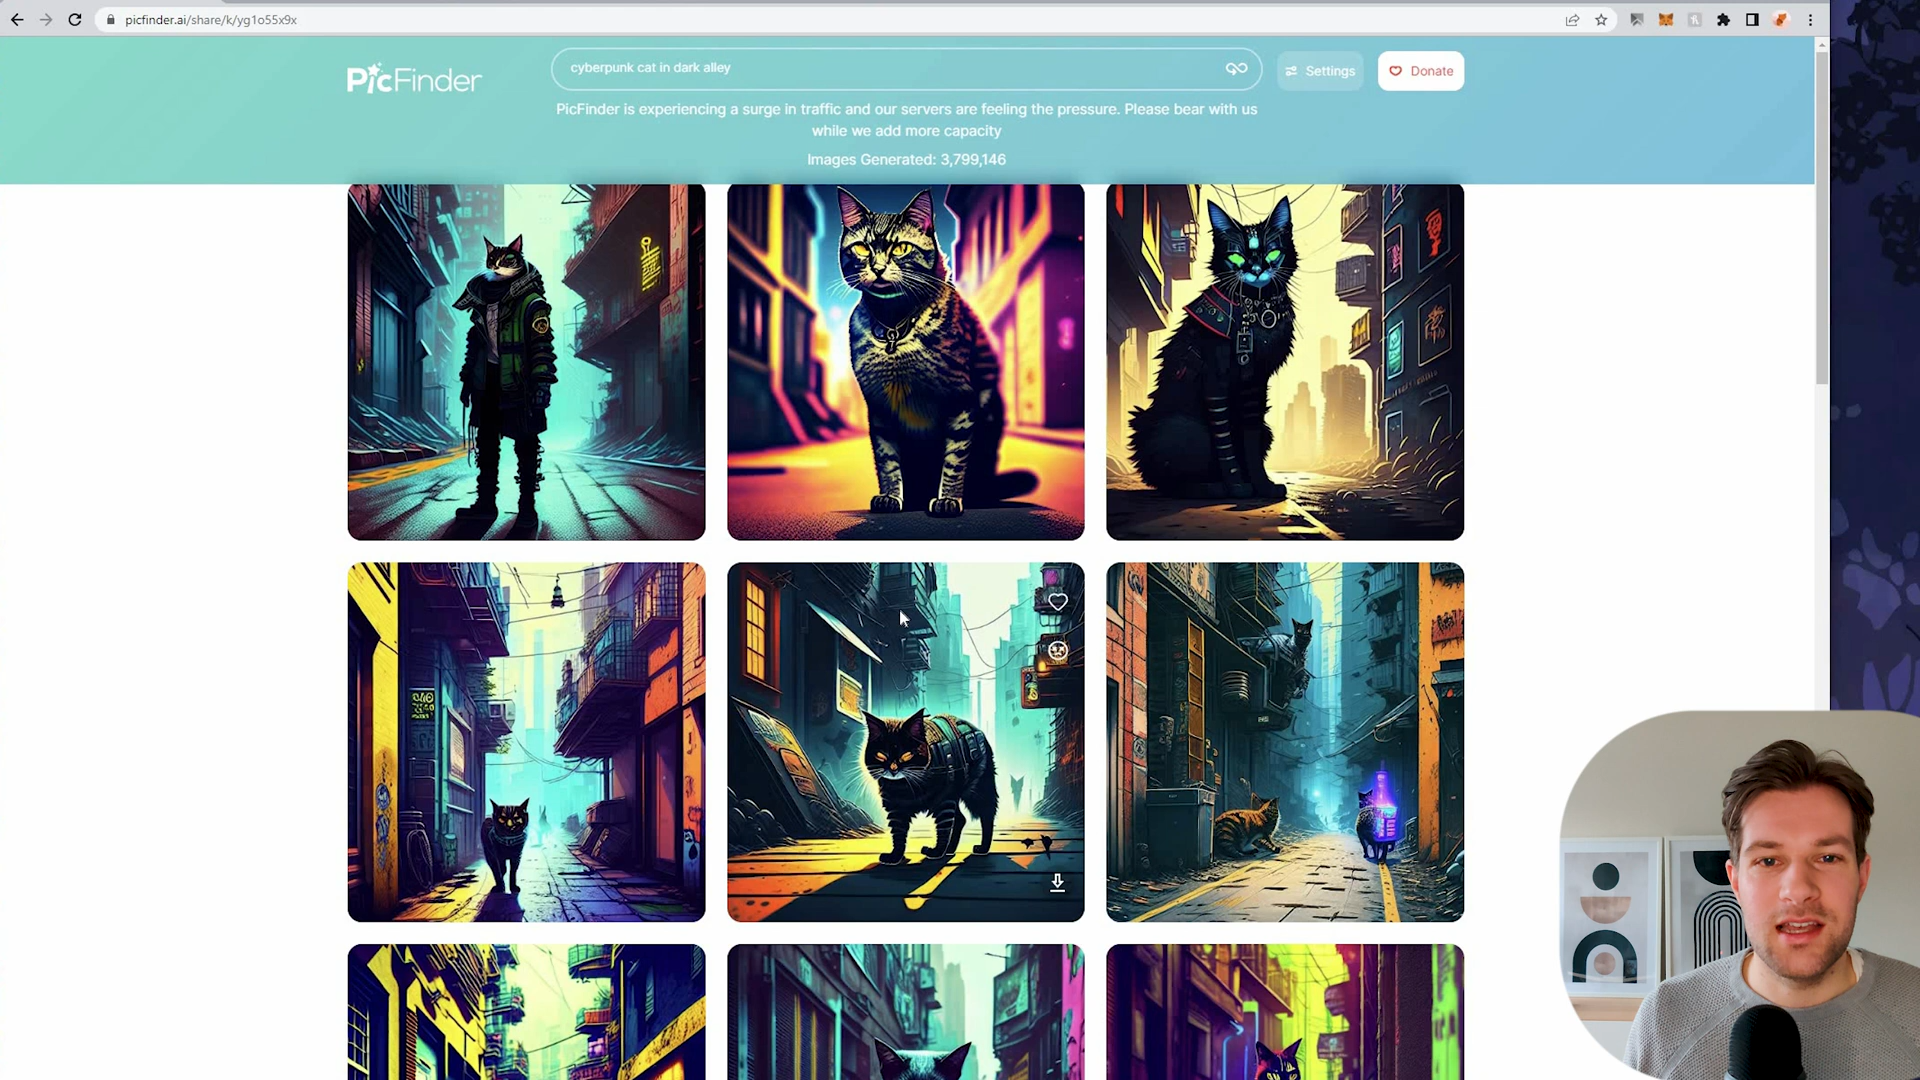 picfinder.ai/share/k/yg1o55x9x
PicFinder
cyberpunk cat in dark alley
Settings
Donate
PicFinder is experiencing a surge in traffic and our servers are feeling the pressure. Please bear with us
while we add more capacity
Images Generated: 3,799,146